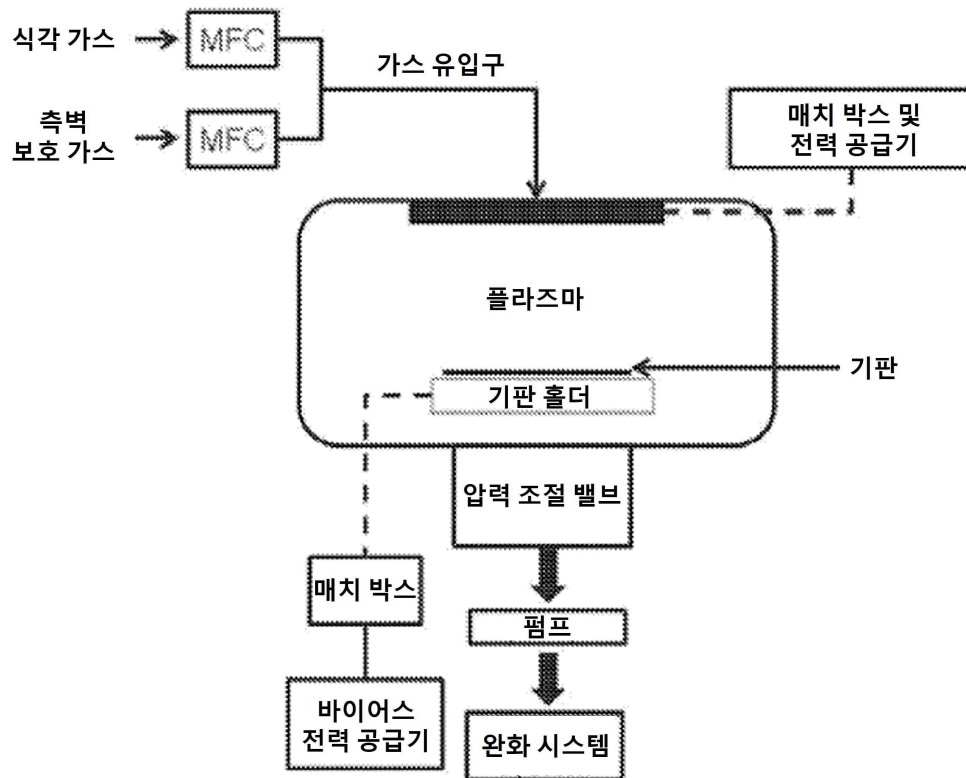 식각 가스
MFC
측벽
보호 가스
MFC
가스 유입구
매치 박스 및
전력 공급기
플라즈마
기판
기판 홀더
압력 조절 밸브
매치 박스
펌프
바이어스
전력 공급기
완화 시스템